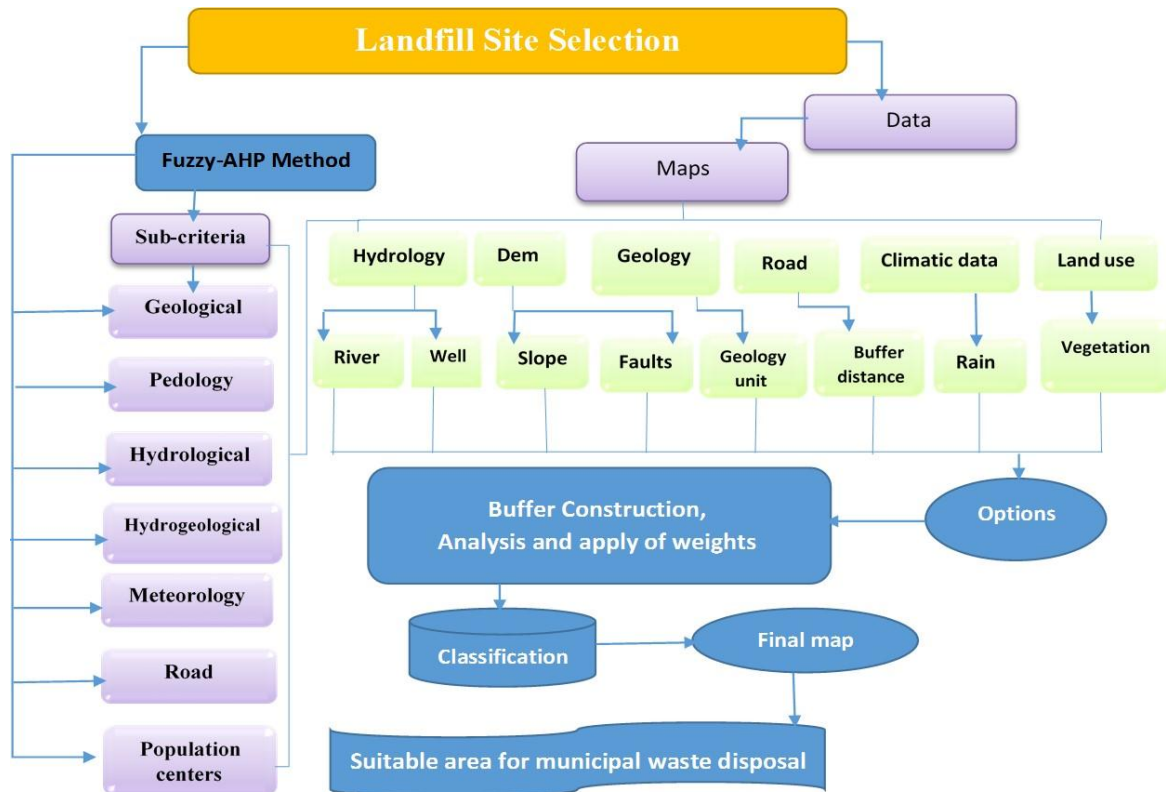 Landfill Site Selection
Data
Fuzzy-AHP Method
Maps
Sub-criteria
Hydrology
Dem
Geology
Road
Climatic data
Land use
Geological
River
Well
Slope
Faults
Geology
unit
Buffer
distance
Rain
Vegetation
Pedology
Hydrological
Hydrogeological
Meteorology
Road
Population
centers
Options
Buffer Construction,
Analysis and apply of weights
Classification
Final map
Suitable area for municipal waste disposal